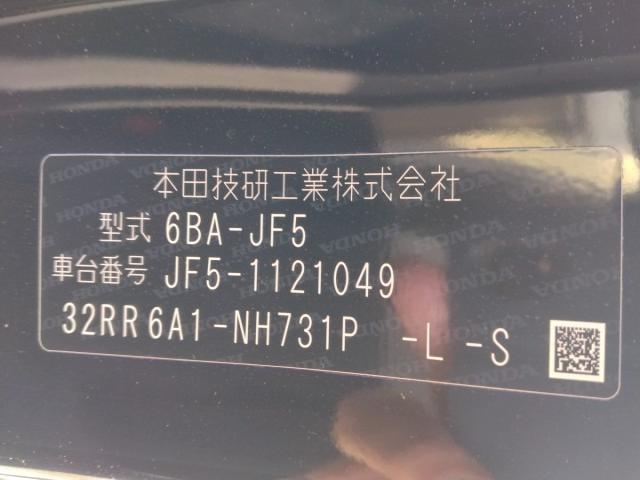 本田技研工業株式会社
型式 6BA-JF5
車台番号 JF5-1121049
32RR6A1-NH731P -L -S